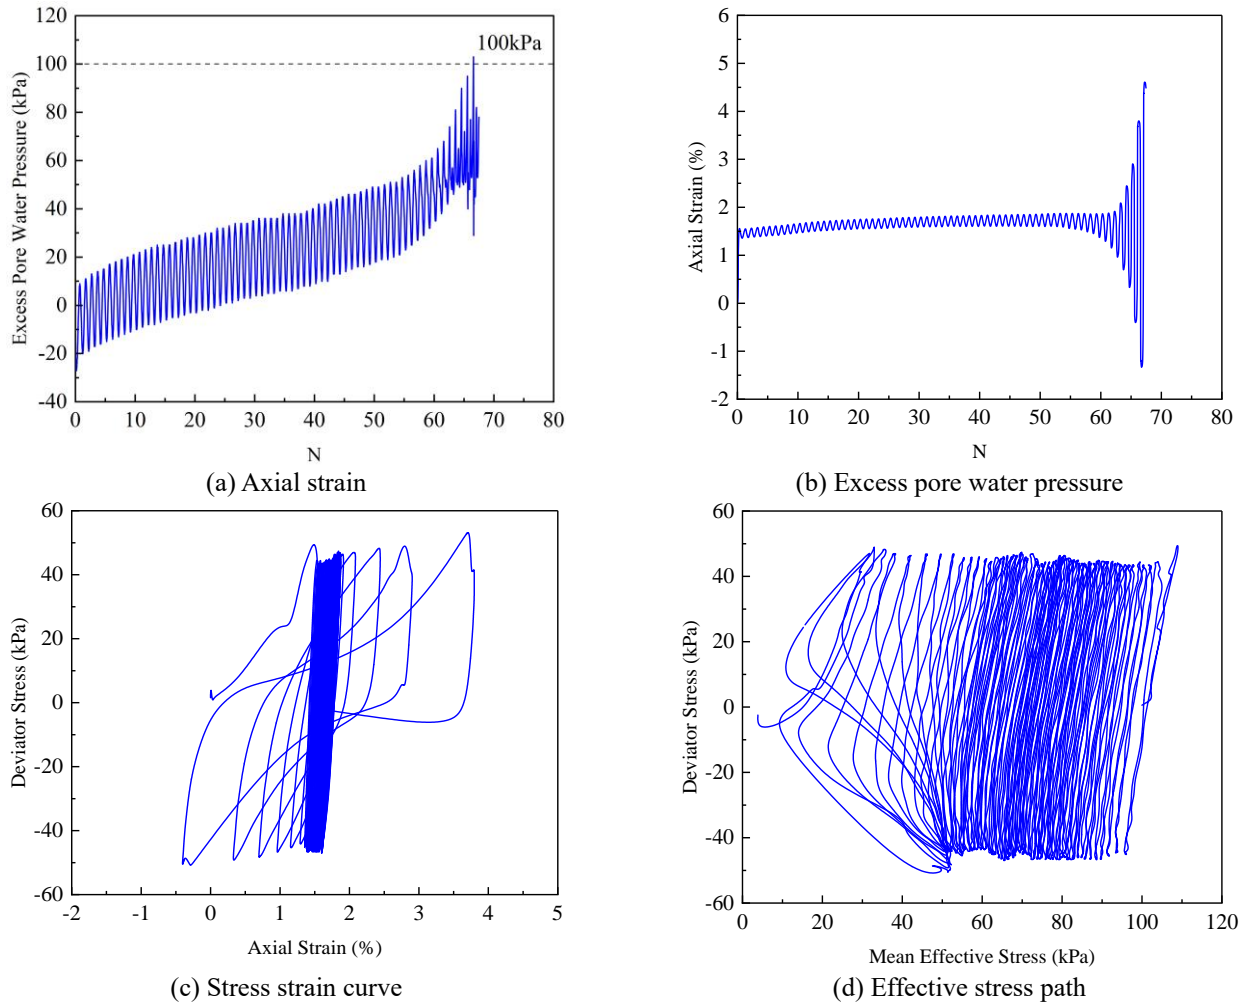 120
100
80
60
40
20
0
-20
-40
Excess Pore Water Pressure (kPa)
100kPa
0 10 20 30 40 50 60 70 80
N
(a) Axial strain
6
5
4
3
2
1
0
-1
-2
Axial Strain (%)
0 10 20 30 40 50 60 70 80
N
(b) Excess pore water pressure
60
40
20
0
-20
-40
-60
Deviator Stress (kPa)
-2 -1 0 1 2 3 4 5
Axial Strain (%)
(c) Stress strain curve
60
40
20
0
-20
-40
-60
Deviator Stress (kPa)
0 20 40 60 80 100 120
Mean Effective Stress (kPa)
(d) Effective stress path